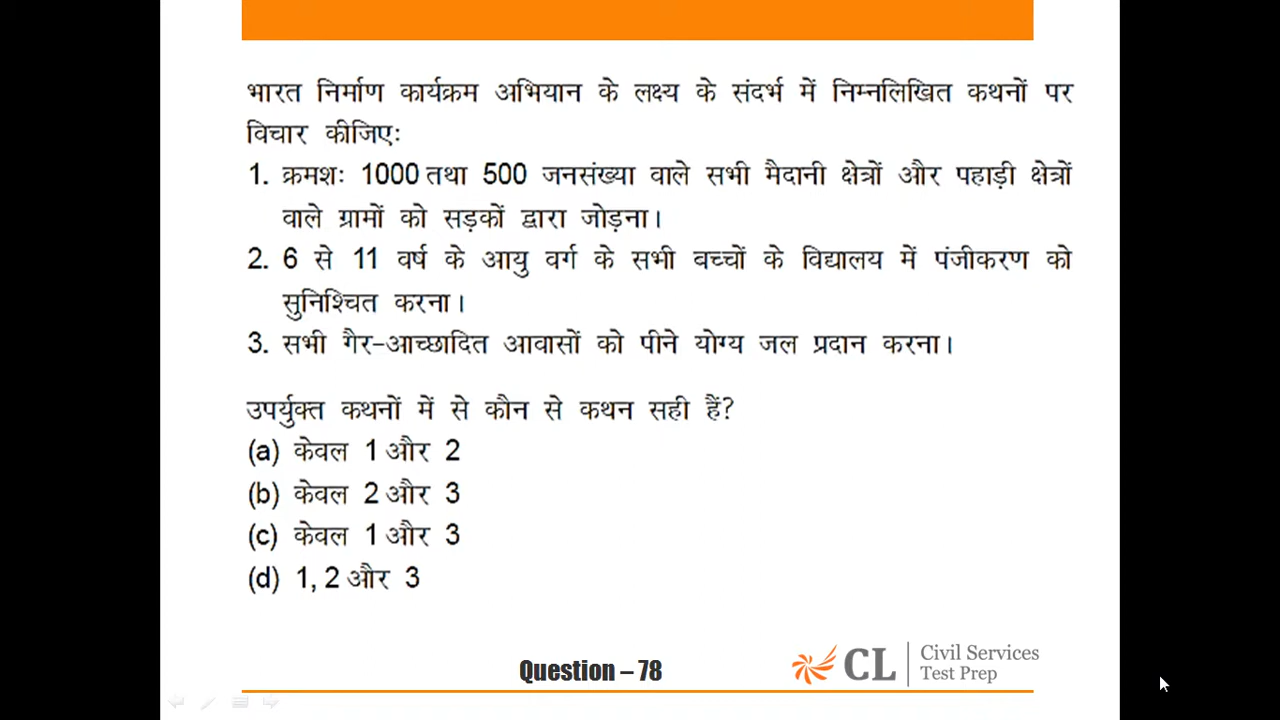 भारत निर्माण कार्यक्रम अभियान के लक्ष्य के संदर्भ में निम्नलिखित कथनों पर
विचार कीजिएः
1. क्रमशः 1000 तथा 500 जनसंख्या वाले सभी मैदानी क्षेत्रों और पहाड़ी क्षेत्रों
वाले ग्रामों को सड़कों द्वारा जोड़ना।
2. 6 से 11 वर्ष के आयु वर्ग के सभी बच्चों के विद्यालय में पंजीकरण को
सुनिश्चित करना।
3. सभी गैर-आच्छादित आवासों को पीने योग्य जल प्रदान करना।
उपर्युक्त कथनों में से कौन से कथन सही हैं?
(a) केवल 1 और 2
(b) केवल 2 और 3
(c) केवल 1 और 3
(d) 1, 2 और 3
Question – 78
CL
Civil Services
Test Prep